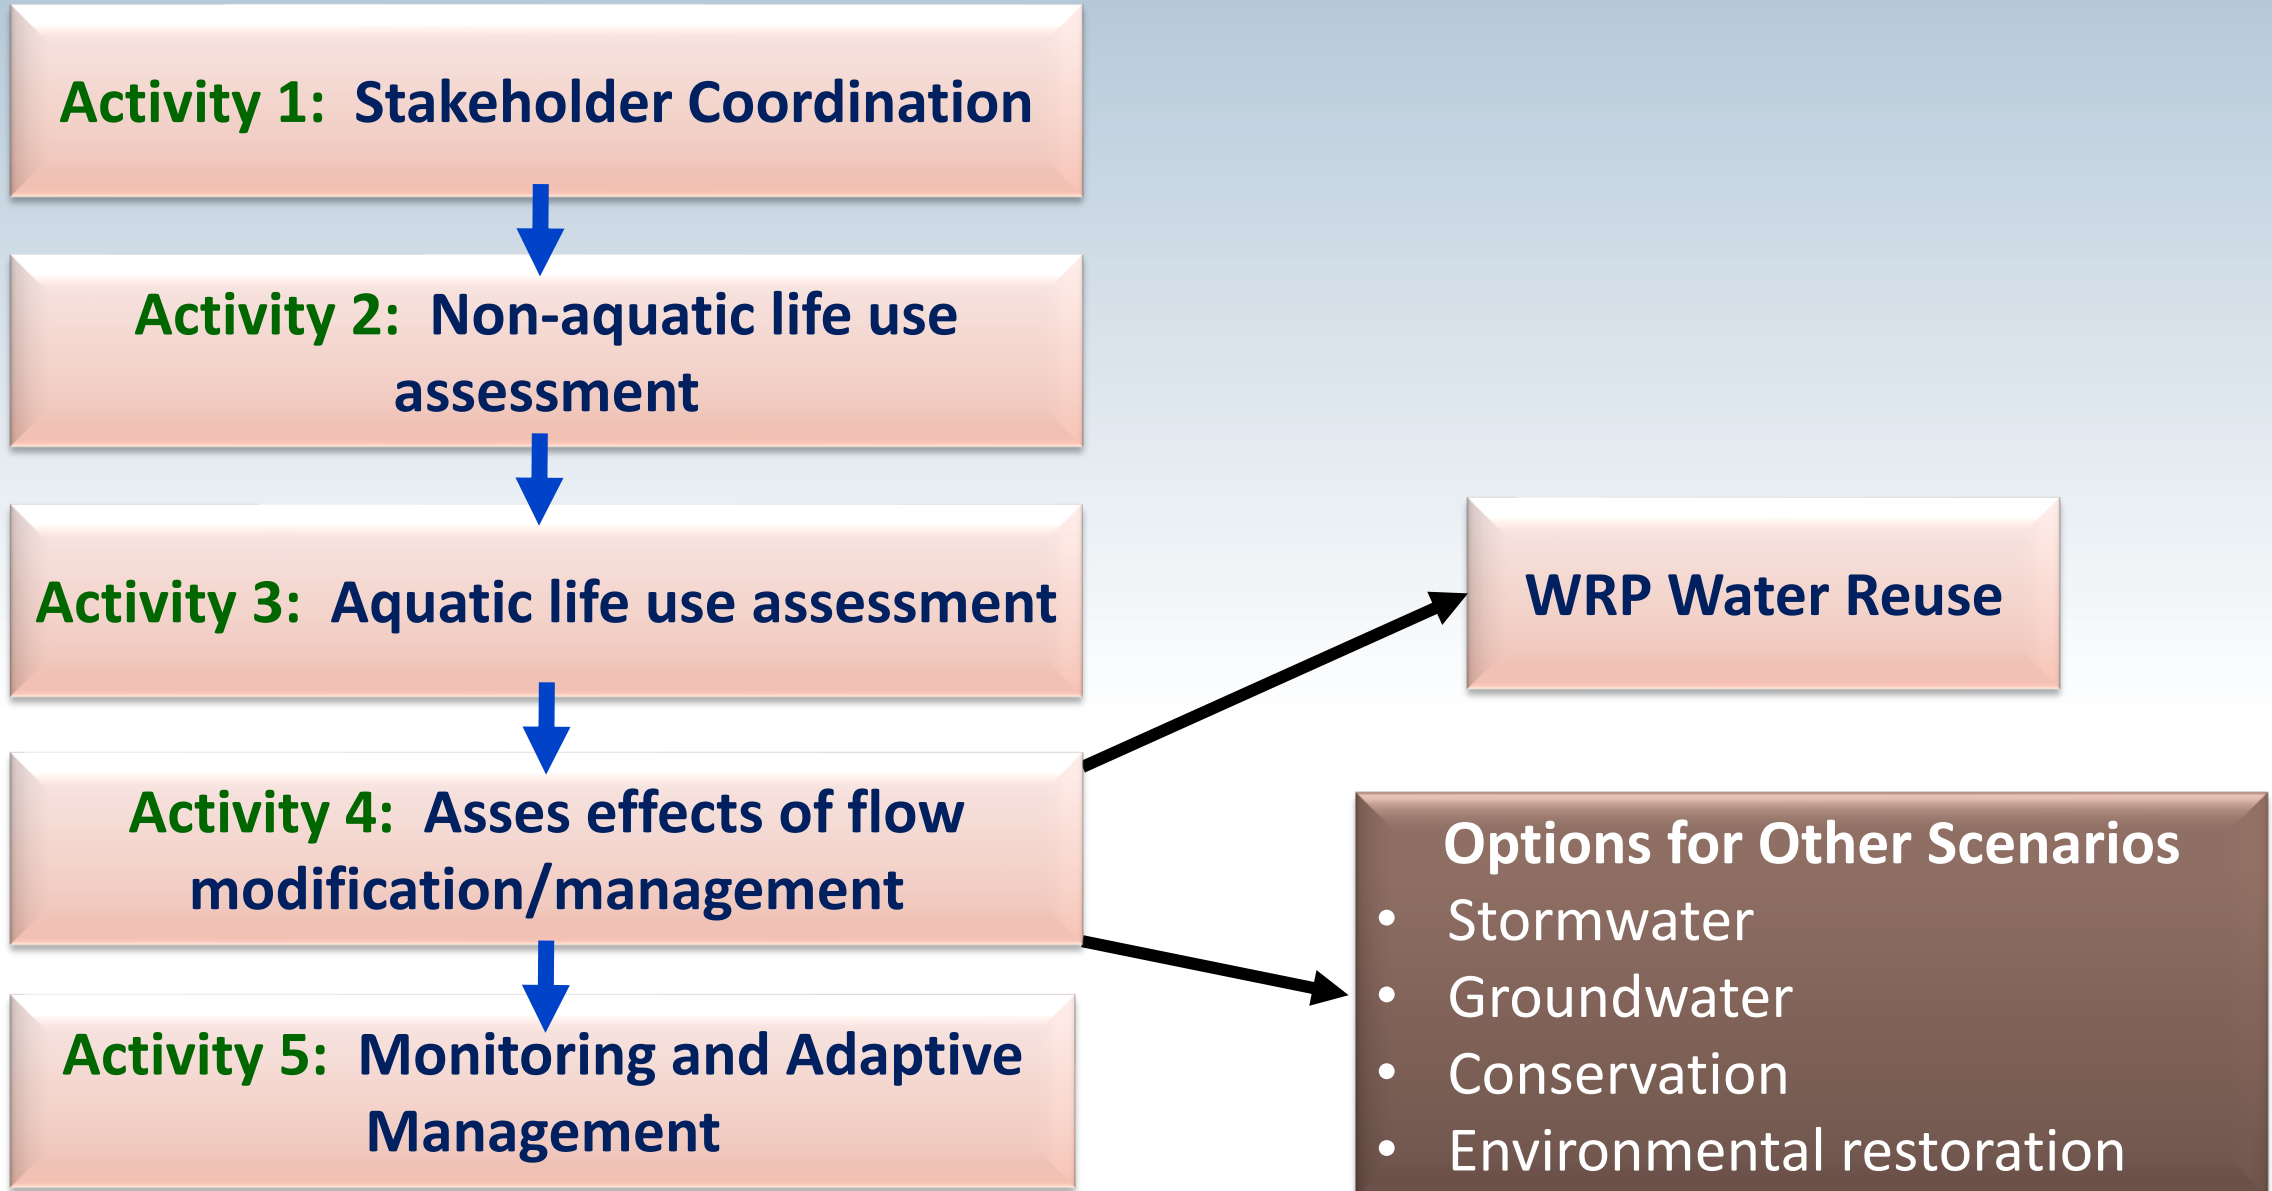 Activity 1: Stakeholder Coordination
Activity 2: Non-aquatic life use
assessment
Activity 3: Aquatic life use assessment
Activity 4: Asses effects of flow
modification/management
Activity 5: Monitoring and Adaptive
Management
WRP Water Reuse
Options for Other Scenarios
• Stormwater
• Groundwater
• Conservation
• Environmental restoration